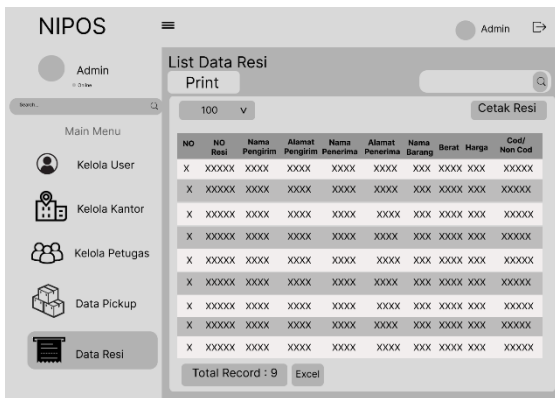 NIPOS
Admin
Admin
Online
Search..
Main Menu
Kelola User
Kelola Kantor
Kelola Petugas
Data Pickup
Data Resi
List Data Resi
Print
100 v
Cetak Resi
NO NO Resi Nama Pengirim Alamat Pengirim Nama Penerima Alamat Penerima Nama Barang Berat Harga Cod/ Non Cod
X XXXXX XXXX XXXX XXXX XXXX XXX XXXX XXX XXXXX
X XXXXX XXXX XXXX XXXX XXXX XXX XXXX XXX XXXXX
X XXXXX XXXX XXXX XXXX XXXX XXX XXXX XXX XXXXX
X XXXXX XXXX XXXX XXXX XXXX XXX XXXX XXX XXXXX
X XXXXX XXXX XXXX XXXX XXXX XXX XXXX XXX XXXXX
X XXXXX XXXX XXXX XXXX XXXX XXX XXXX XXX XXXXX
X XXXXX XXXX XXXX XXXX XXXX XXX XXXX XXX XXXXX
X XXXXX XXXX XXXX XXXX XXXX XXX XXXX XXX XXXXX
X XXXXX XXXX XXXX XXXX XXXX XXX XXXX XXX XXXXX
Total Record : 9 Excel